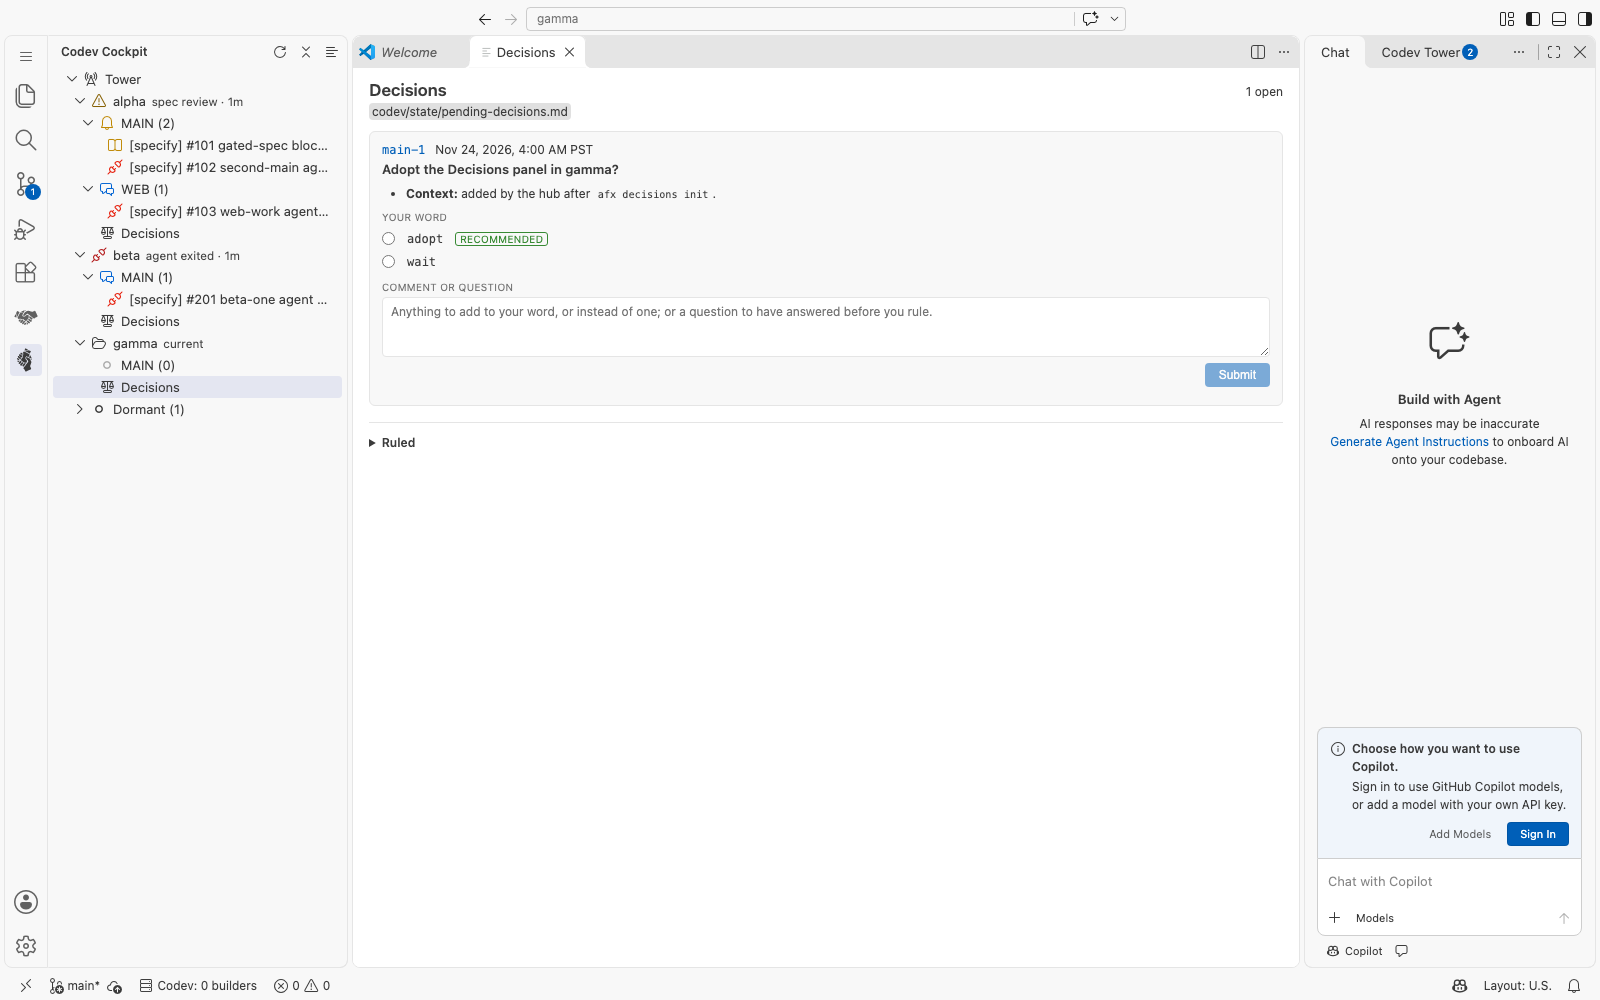 gamma
Codev Cockpit
Tower
alpha spec review · 1m
MAIN (2)
[specify] #101 gated-spec bloc...
[specify] #102 second-main ag...
WEB (1)
[specify] #103 web-work agent...
Decisions
beta agent exited · 1m
MAIN (1)
[specify] #201 beta-one agent ...
Decisions
gamma current
MAIN (0)
Decisions
Dormant (1)
1
Welcome
Decisions
Decisions
1 open
codev/state/pending-decisions.md
main-1 Nov 24, 2026, 4:00 AM PST
Adopt the Decisions panel in gamma?
• Context: added by the hub after afx decisions init.
YOUR WORD
adopt RECOMMENDED
wait
COMMENT OR QUESTION
Anything to add to your word, or instead of one; or a question to have answered before you rule.
Submit
Ruled
Chat
Codev Tower 2
Build with Agent
AI responses may be inaccurate
Generate Agent Instructions to onboard AI
onto your codebase.
Choose how you want to use
Copilot.
Sign in to use GitHub Copilot models,
or add a model with your own API key.
Add Models
Sign In
Chat with Copilot
Models
Copilot
main*
Codev: 0 builders
0
0
Layout: U.S.